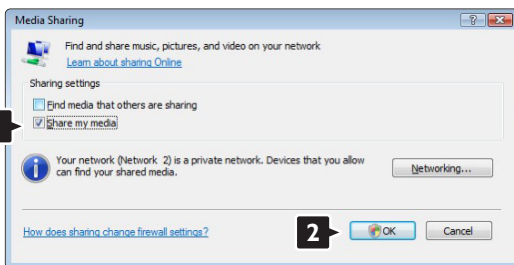 Media Sharing
Find and share music, pictures, and video on your network
Learn about sharing Online
Sharing settings
Find media that others are sharing
Share my media
Your network (Network 2) is a private network. Devices that you allow
can find your shared media.
Networking...
How does sharing change firewall settings?
2
OK
Cancel